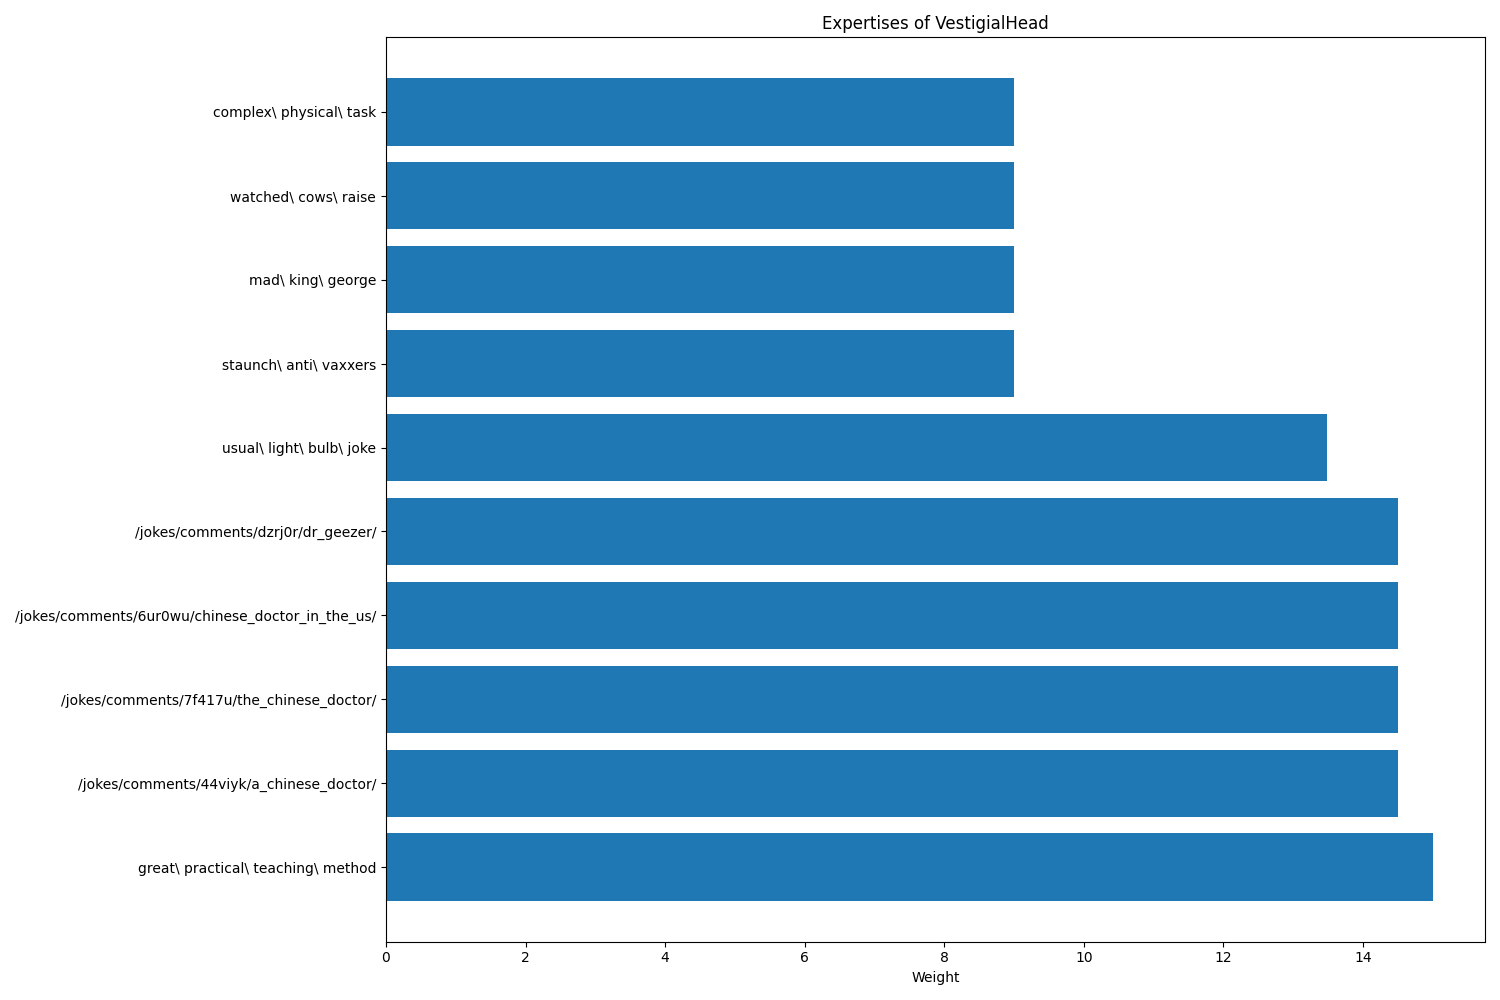 Expertises of VestigialHead
complex\ physical\ task
watched\ cows\ raise
mad\ king\ george
staunch\ anti\ vaxxers
usual\ light\ bulb\ joke
/jokes/comments/dzrj0r/dr_geezer/
/jokes/comments/6ur0wu/chinese_doctor_in_the_us/
/jokes/comments/7f417u/the_chinese_doctor/
/jokes/comments/44viyk/a_chinese_doctor/
great\ practical\ teaching\ method
0 2 4 6 8 10 12 14
Weight